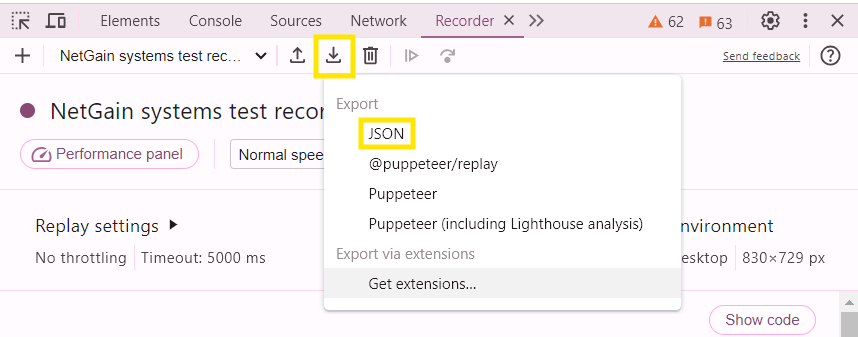 Elements Console Sources Network Recorder 62 63
NetGain systems test rec... Send feedback
NetGain systems test recor
Export
JSON
Performance panel
Normal spee
@puppeteer/replay
Puppeteer
Replay settings
Puppeteer (including Lighthouse analysis)
nvironment
No throttling Timeout: 5000 ms
Export via extensions
esktop 830×729 px
Get extensions...
Show code